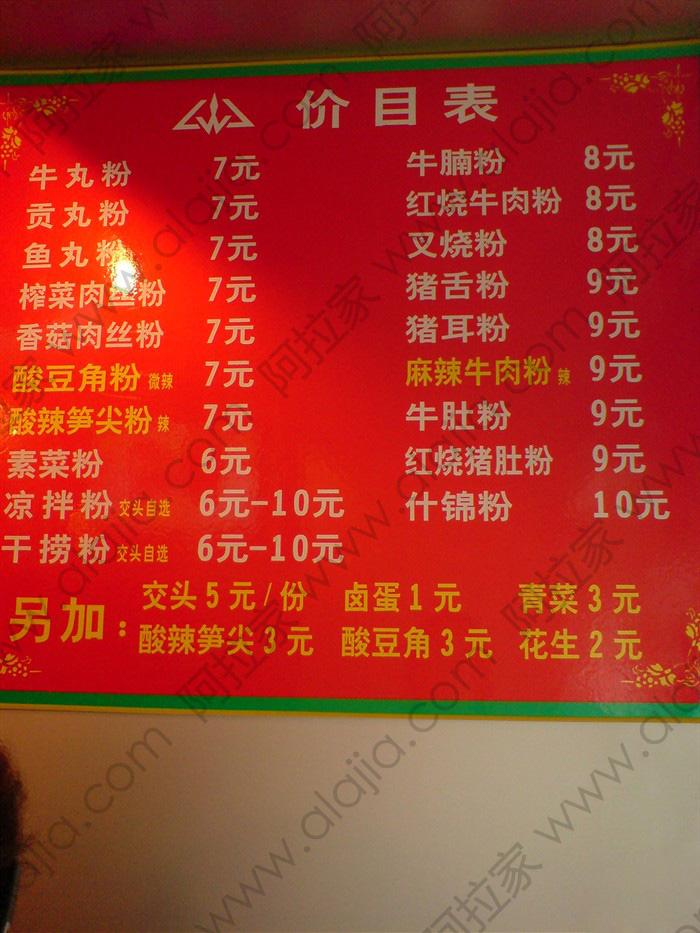 价目表
牛丸粉 7元
贡丸粉 7元
鱼丸粉 7元
榨菜肉丝粉 7元
香菇肉丝粉 7元
酸豆角粉 微辣 7元
酸辣笋尖粉 辣 7元
素菜粉 6元
凉拌粉 交头自选 6元-10元
干捞粉 交头自选 6元-10元
牛腩粉 8元
红烧牛肉粉 8元
叉烧粉 8元
猪舌粉 9元
猪耳粉 9元
麻辣牛肉粉 辣 9元
牛肚粉 9元
红烧猪肚粉 9元
什锦粉 10元
另加：
交头5元/份 卤蛋1元 青菜3元
酸辣笋尖3元 酸豆角3元 花生2元
阿拉家 www.alajia.com